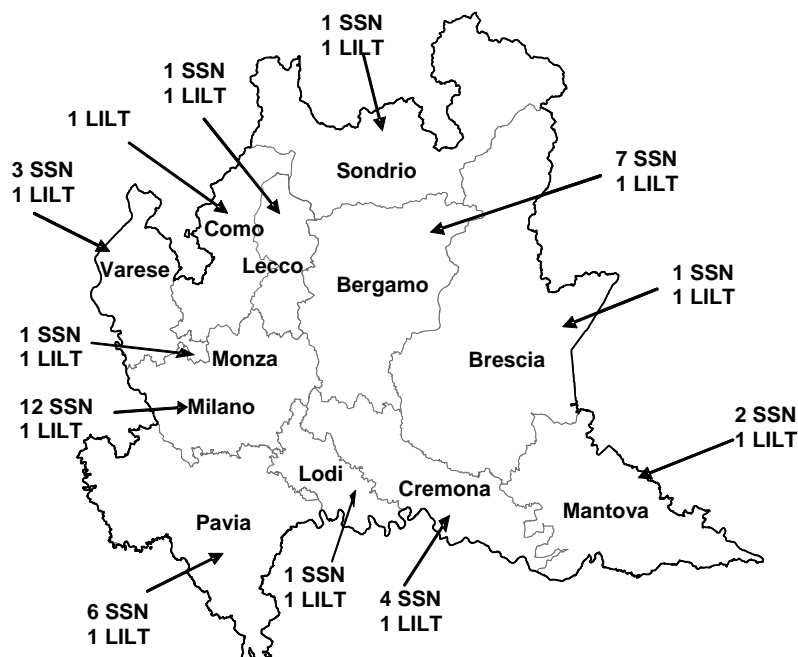 1 SSN
1 LILT
1 SSN
1 LILT
1 LILT
3 SSN
1 LILT
7 SSN
1 LILT
Sondrio
Como
Varese
Lecco
Bergamo
1 SSN
1 LILT
1 SSN
1 LILT
Monza
Brescia
12 SSN
1 LILT
Milano
2 SSN
1 LILT
Lodi
Cremona
Mantova
Pavia
1 SSN
1 LILT
4 SSN
1 LILT
6 SSN
1 LILT